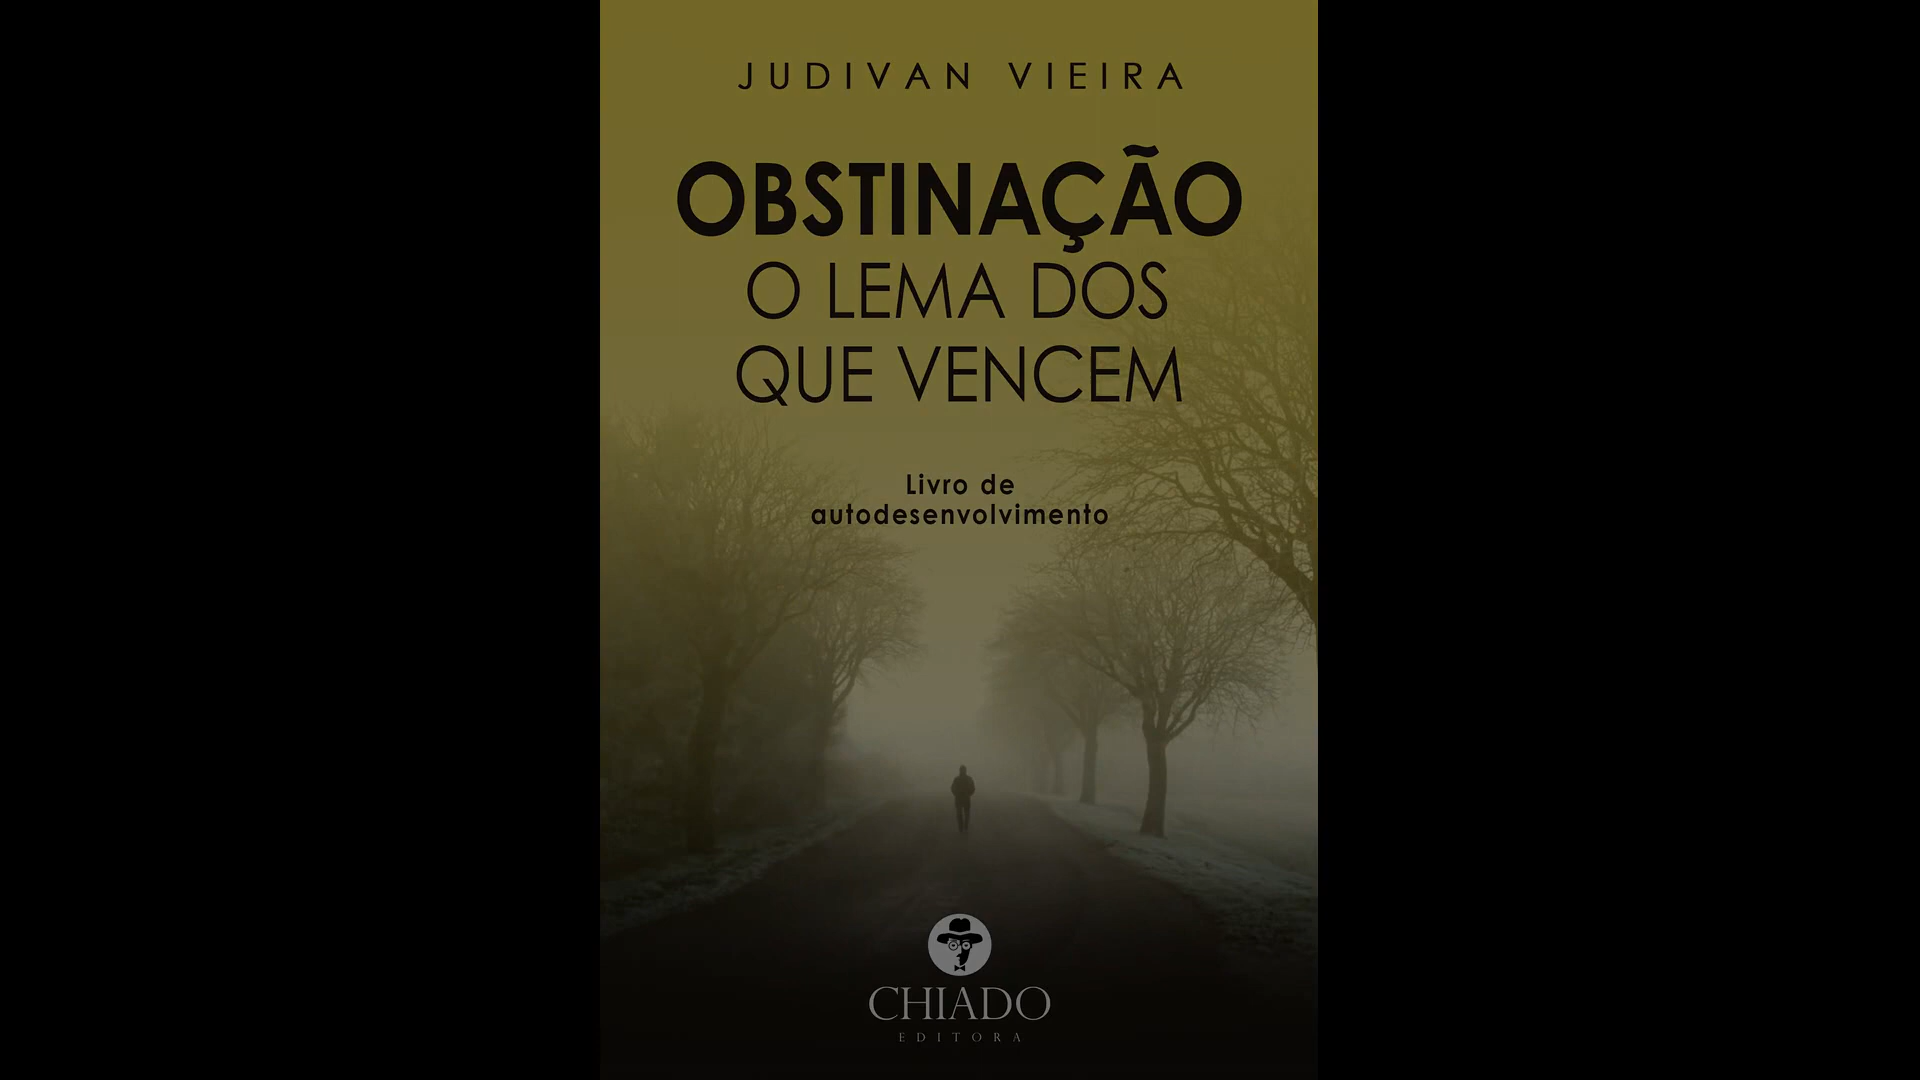 JUDIVAN VIEIRA
OBSTINAÇÃO
O LEMA DOS
QUE VENCEM
Livro de
autodesenvolvimento
CHIADO
EDITORA